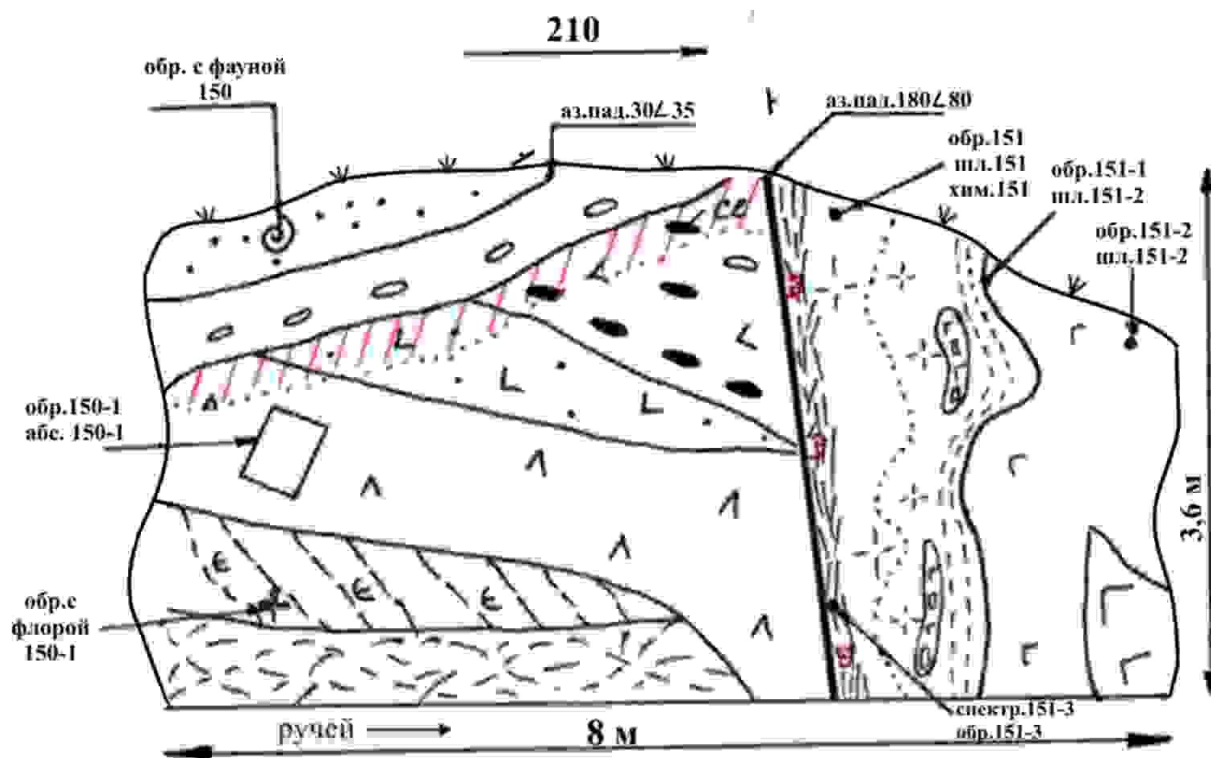 210
обр. с фауной
150
аз.пад.30∠35
аз.пад.180∠80
обр.151
шл.151
хим.151
обр.151-1
шл.151-2
обр.151-2
шл.151-2
обр.150-1
абс. 150-1
3,6 м
обр.с
флорой
150-1
спектр.151-3
обр.151-3
ручей
8 м